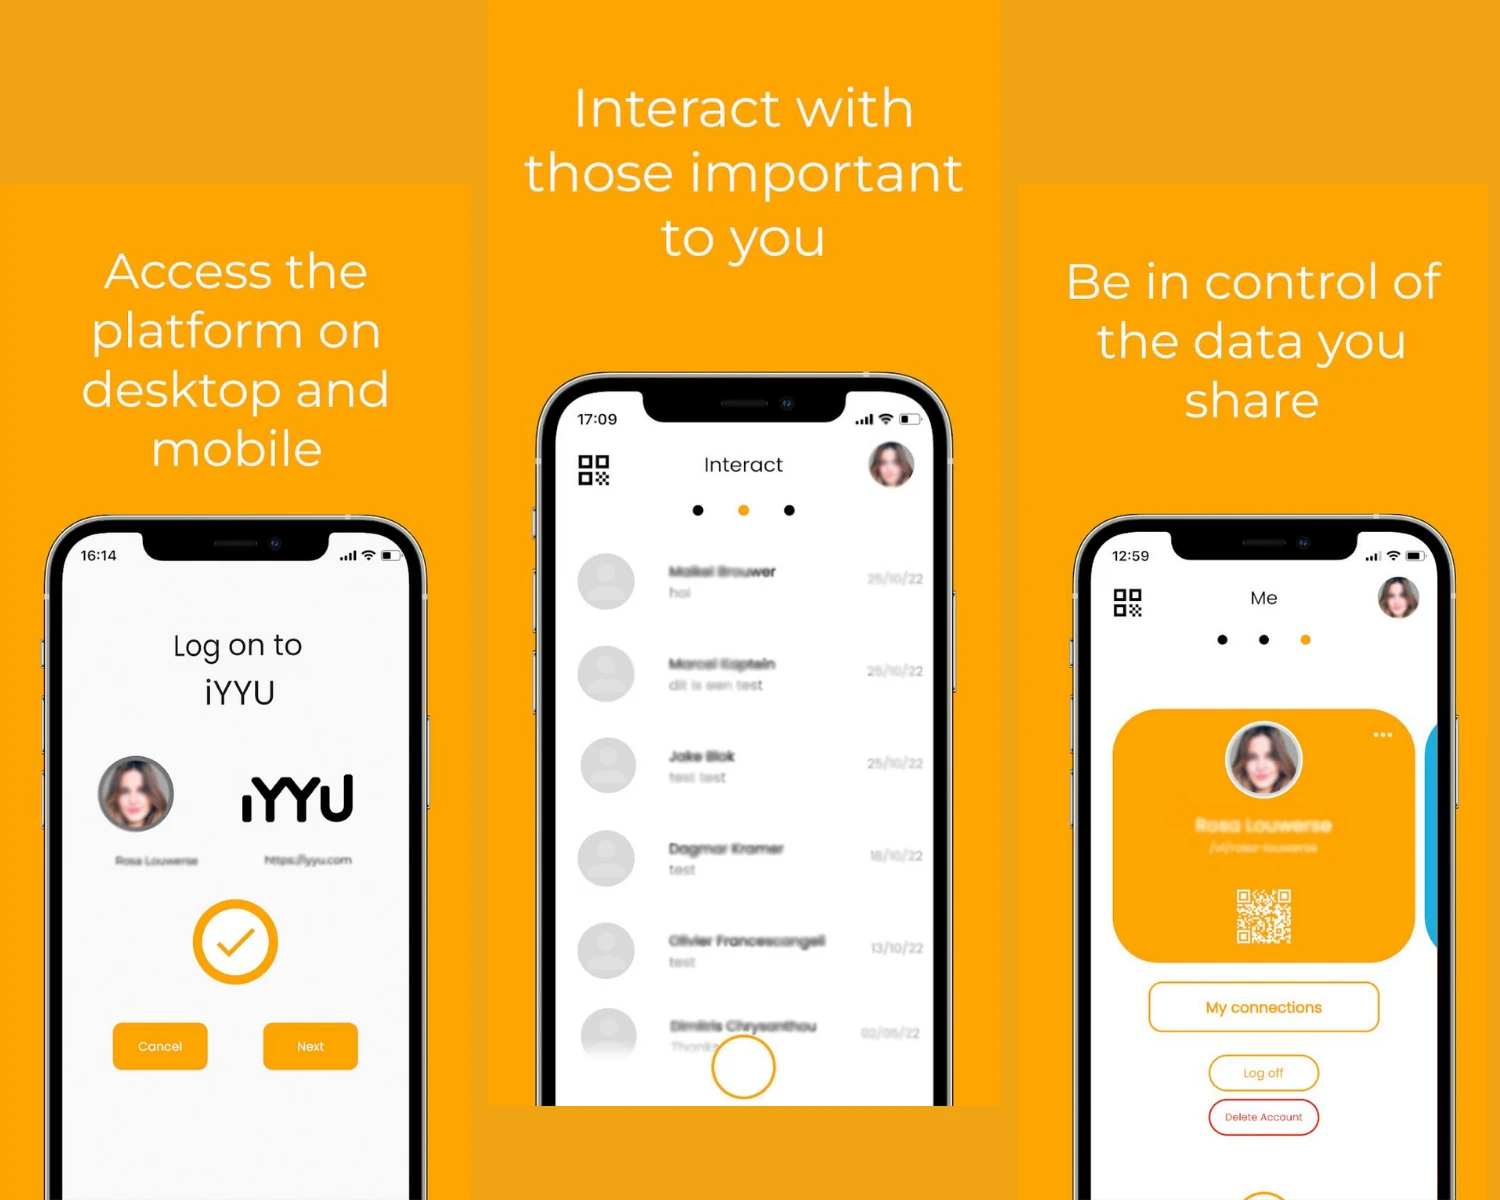 Access the
platform on
desktop and
mobile
16:14
Log on to
iYYU
iYYU
Rosa Louwerse
https://iyyu.com
Cancel
Next
Interact with
those important
to you
17:09
Interact
Maikel Brouwer
hoi
25/10/22
Marcel Kaptein
dit is een test
25/10/22
Jake Blok
test test
25/10/22
Dagmar Kramer
test
18/10/22
Olivier Francescangeli
test
13/10/22
Dimitris Chrysanthou
Thanks
02/05/22
Be in control of
the data you
share
12:59
Me
Rosa Louwerse
/vi/rosa-louwerse
My connections
Log off
Delete Account